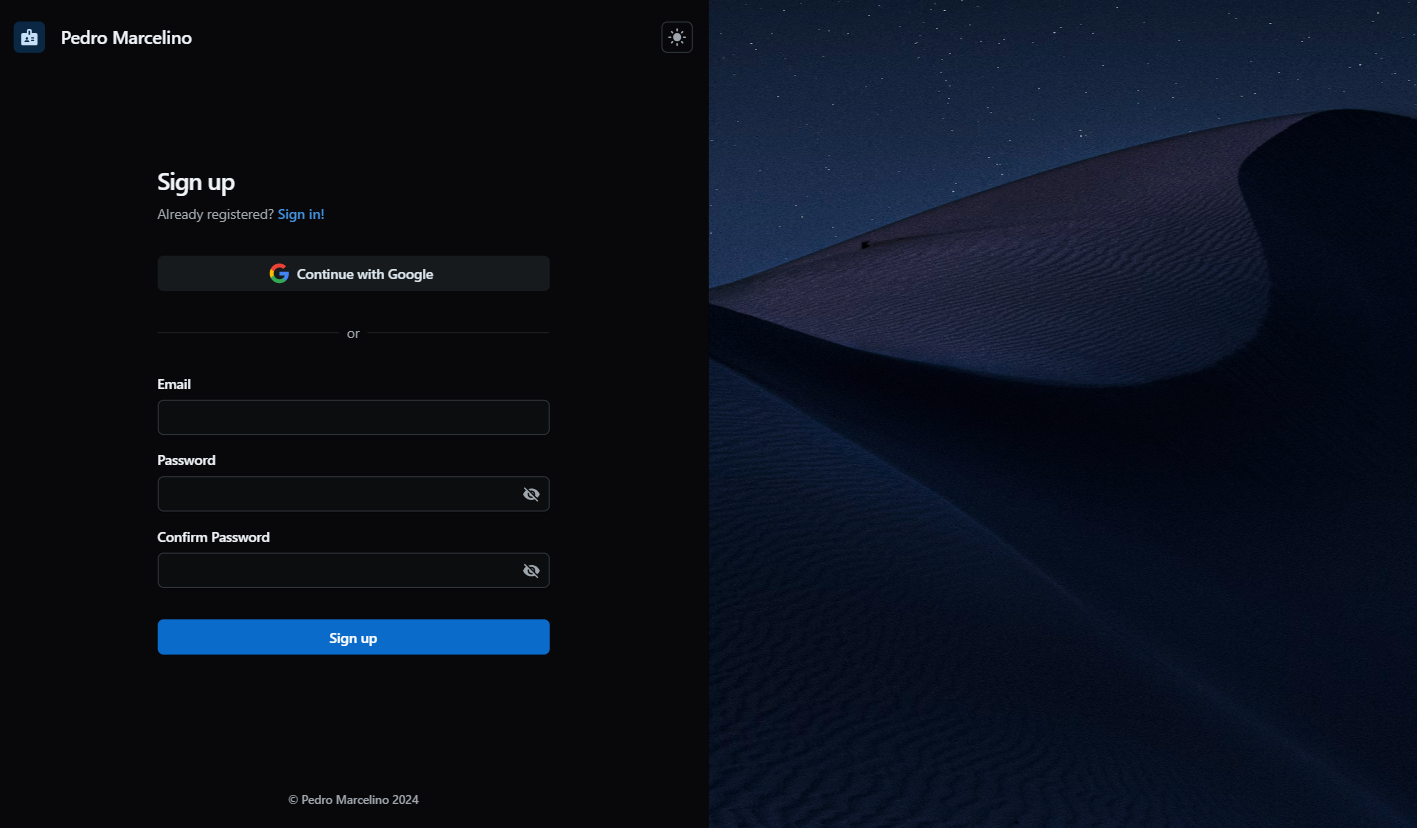 Pedro Marcelino
Sign up
Already registered? Sign in!
Continue with Google
or
Email
Password
Confirm Password
Sign up
© Pedro Marcelino 2024